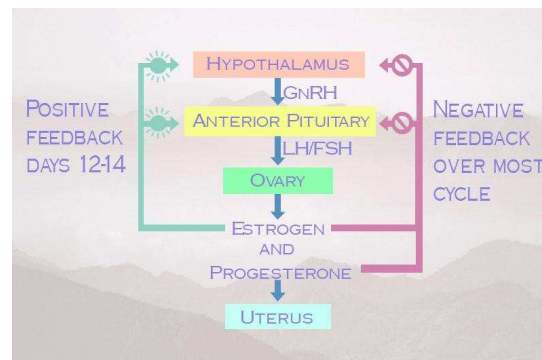 HYPOTHALAMUS
GNRH
POSITIVE
FEEDBACK
DAYS 12-14
ANTERIOR PITUITARY
NEGATIVE
FEEDBACK
OVER MOST
CYCLE
LH/FSH
OVARY
ESTROGEN
AND
PROGESTERONE
UTERUS